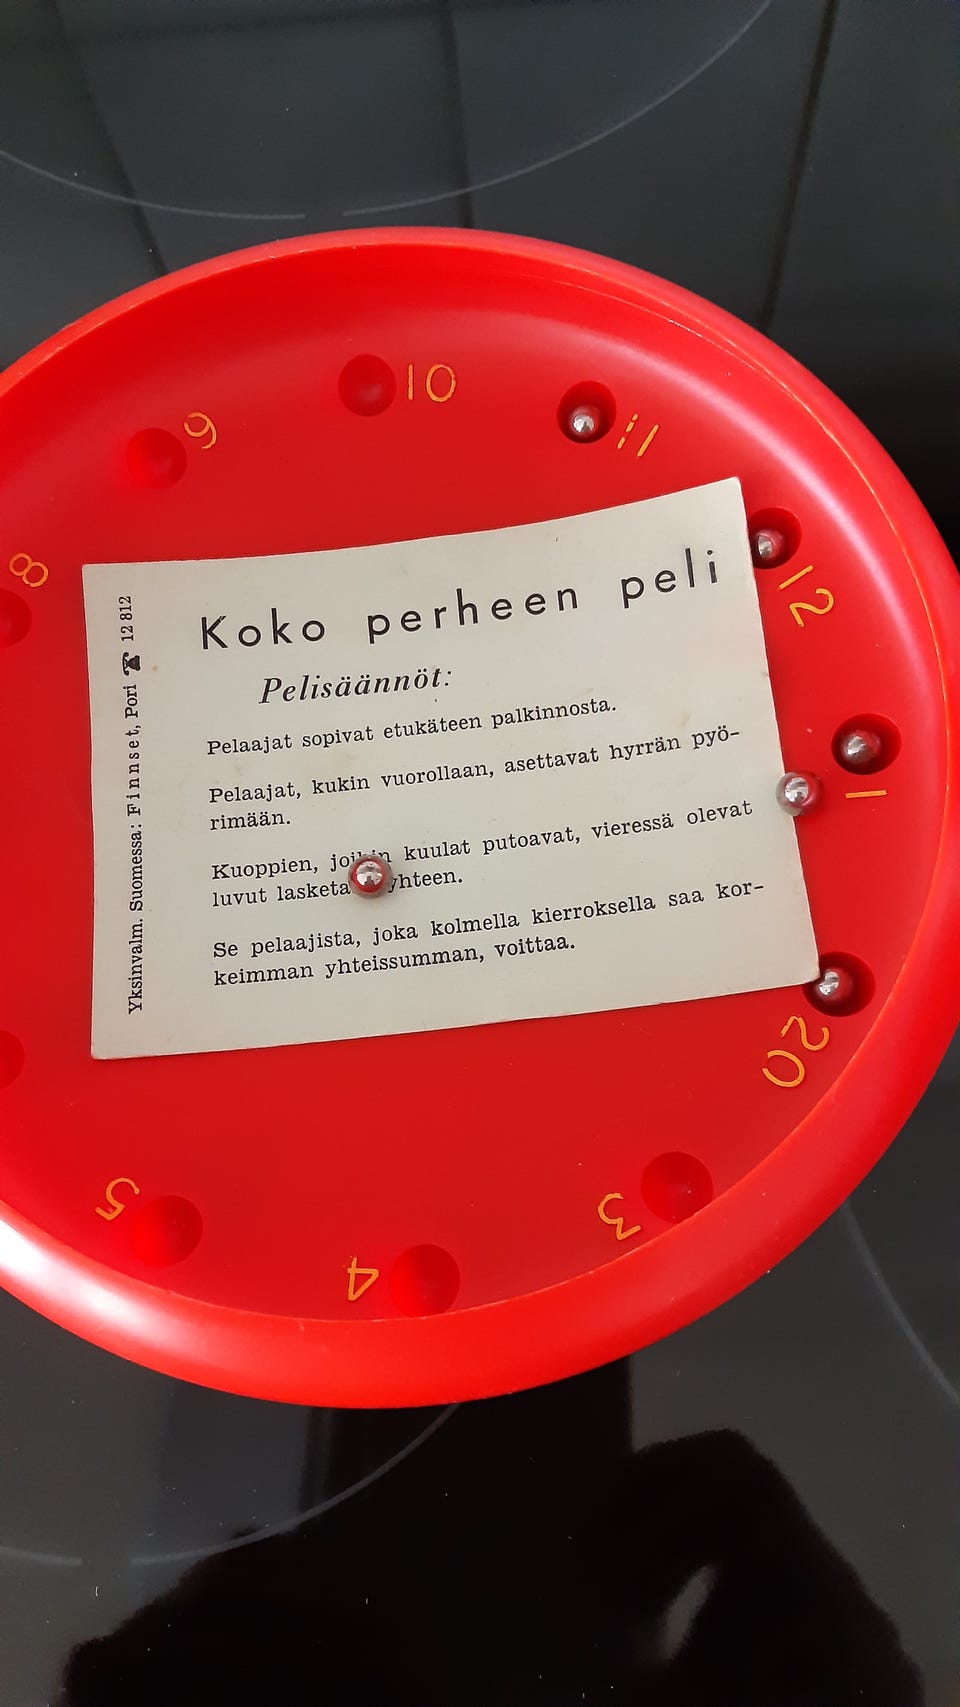 10
9
11
8
12
Koko perheen peli
Pelisäännöt:
Pelaajat sopivat etukäteen palkinnosta.
Pelaajat, kukin vuorollaan, asettavat hyrrän pyö-
rimään.
Kuoppien, kuulat putoavat, vieressä olevat
luvut yhteen.
Se pelaajista, joka kolmella kierroksella saa kor-
keimman yhteissumman, voittaa.
Yksinvalm. Suomessa: Finnset, Pori ☎ 12 812
1
20
3
4
5